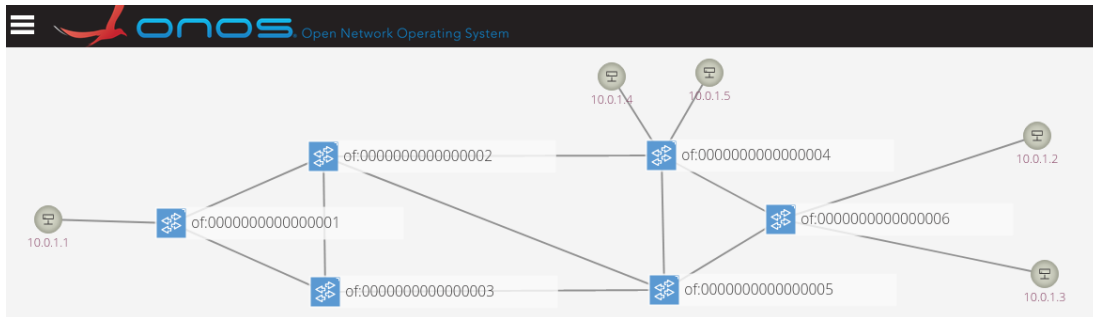 onos. Open Network Operating System
10.0.1.4
10.0.1.5
of:0000000000000002
of:0000000000000004
10.0.1.2
10.0.1.1
of:0000000000000001
of:0000000000000006
of:0000000000000003
of:0000000000000005
10.0.1.3